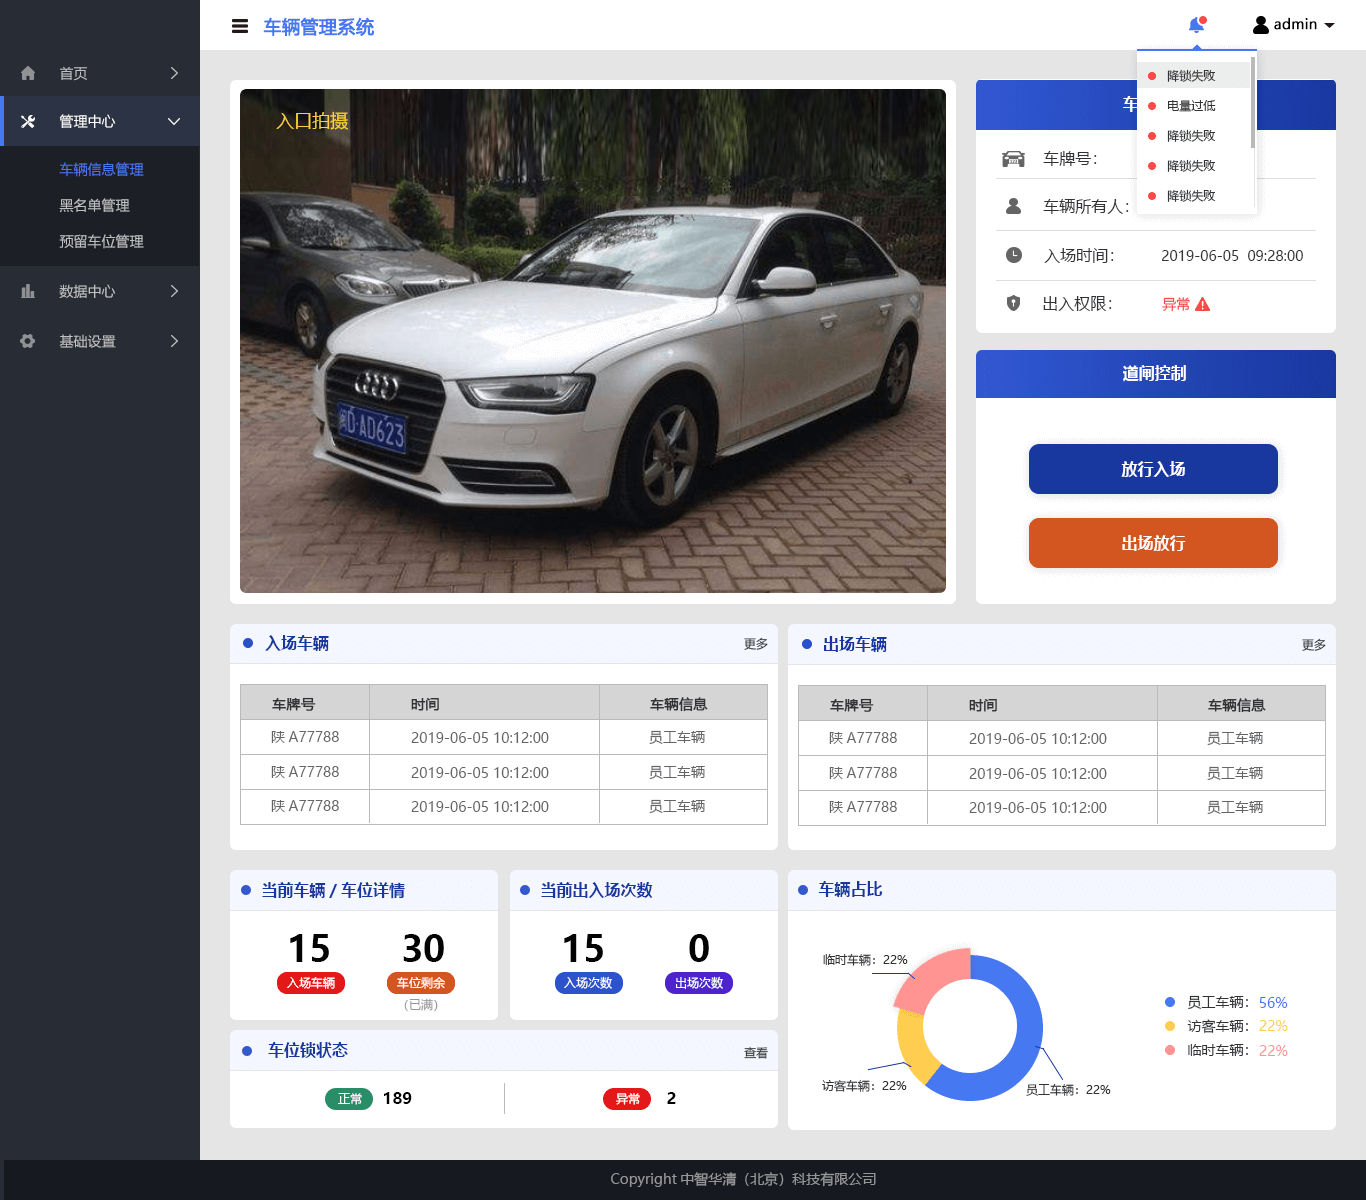 车辆管理系统
admin
首页
管理中心
车辆信息管理
黑名单管理
预留车位管理
数据中心
基础设置
降锁失败
电量过低
降锁失败
降锁失败
降锁失败
入口拍摄
D·AD623
车
车牌号：
车辆所有人：
入场时间： 2019-06-05 09:28:00
出入权限： 异常
道闸控制
放行入场
出场放行
入场车辆 更多
车牌号 时间 车辆信息
陕 A77788 2019-06-05 10:12:00 员工车辆
陕 A77788 2019-06-05 10:12:00 员工车辆
陕 A77788 2019-06-05 10:12:00 员工车辆
出场车辆 更多
车牌号 时间 车辆信息
陕 A77788 2019-06-05 10:12:00 员工车辆
陕 A77788 2019-06-05 10:12:00 员工车辆
陕 A77788 2019-06-05 10:12:00 员工车辆
当前车辆 / 车位详情
15 30
入场车辆 车位剩余
（已满）
当前出入场次数
15 0
入场次数 出场次数
车位锁状态 查看
正常 189 异常 2
车辆占比
临时车辆：22%
访客车辆：22%
员工车辆：22%
员工车辆：56%
访客车辆：22%
临时车辆：22%
Copyright 中智华清（北京）科技有限公司